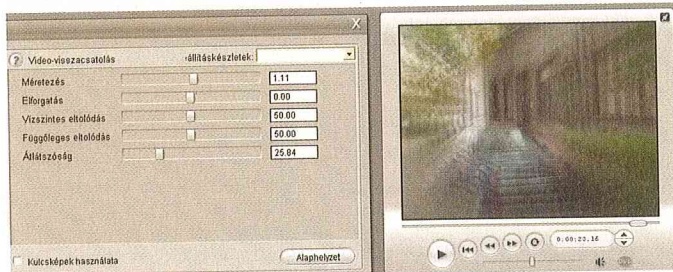 X
? Video-visszacsatolás -állításkészletek:
Méretezés 1.11
Elforgatás 0.00
Vízszintes eltolódás 50.00
Függőleges eltolódás 50.00
Átlátszóság 25.84
Kulcsképek használata Alaphelyzet
0:00:23.16